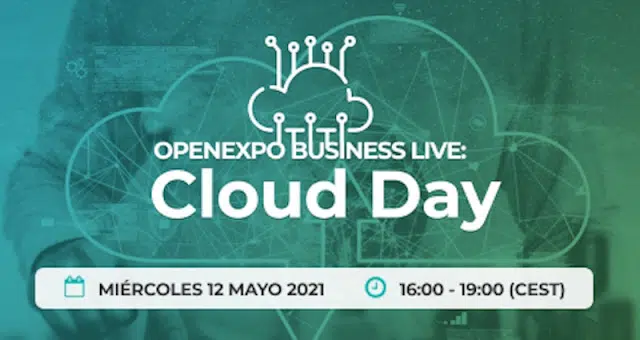 OPENEXPO BUSINESS LIVE:
Cloud Day
MIÉRCOLES 12 MAYO 2021 16:00 - 19:00 (CEST)